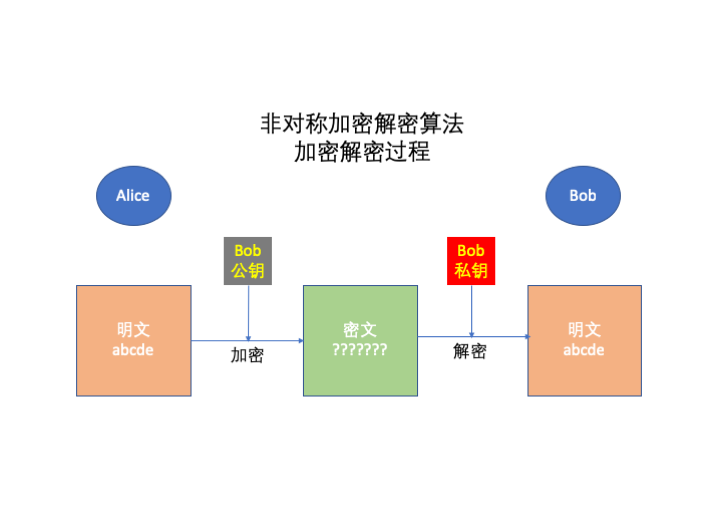 非对称加密解密算法
加密解密过程
Alice
Bob
Bob
公钥
Bob
私钥
明文
abcde
加密
密文
???????
解密
明文
abcde